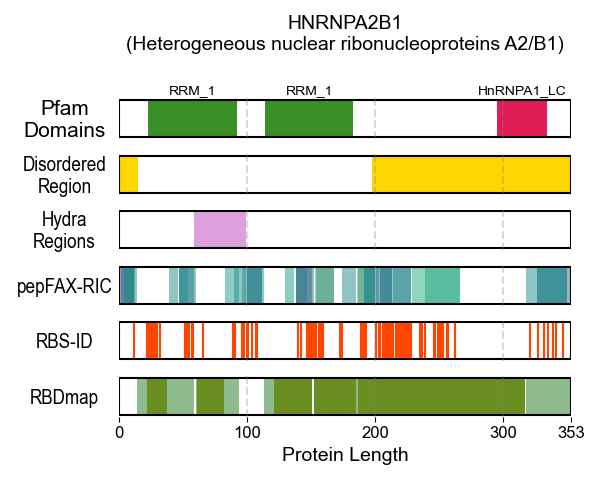 HNRNPA2B1
(Heterogeneous nuclear ribonucleoproteins A2/B1)
RRM_1 RRM_1 HnRNPA1_LC
Pfam
Domains
Disordered
Region
Hydra
Regions
pepFAX-RIC
RBS-ID
RBDmap
0 100 200 300 353
Protein Length